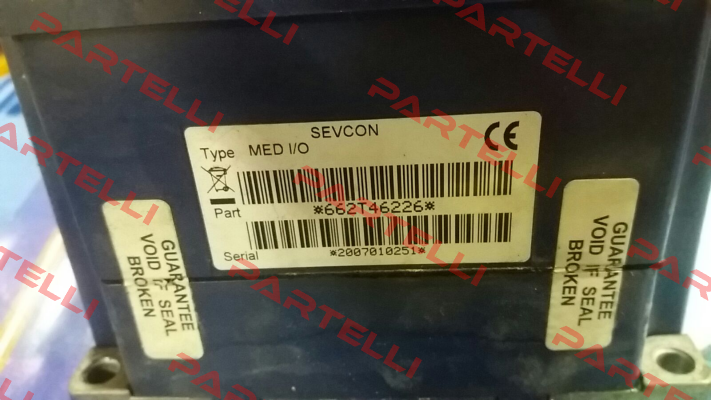 SEVCON
Type MED I/O
CE
Part
*662T46226*
Serial
*2007010251*
GUARANTEE
VOID IF SEAL
BROKEN
GUARANTEE
VOID IF SEAL
BROKEN
PARTELLI
PARTELLI
PARTELLI
PARTELLI
PARTELLI
PARTELLI